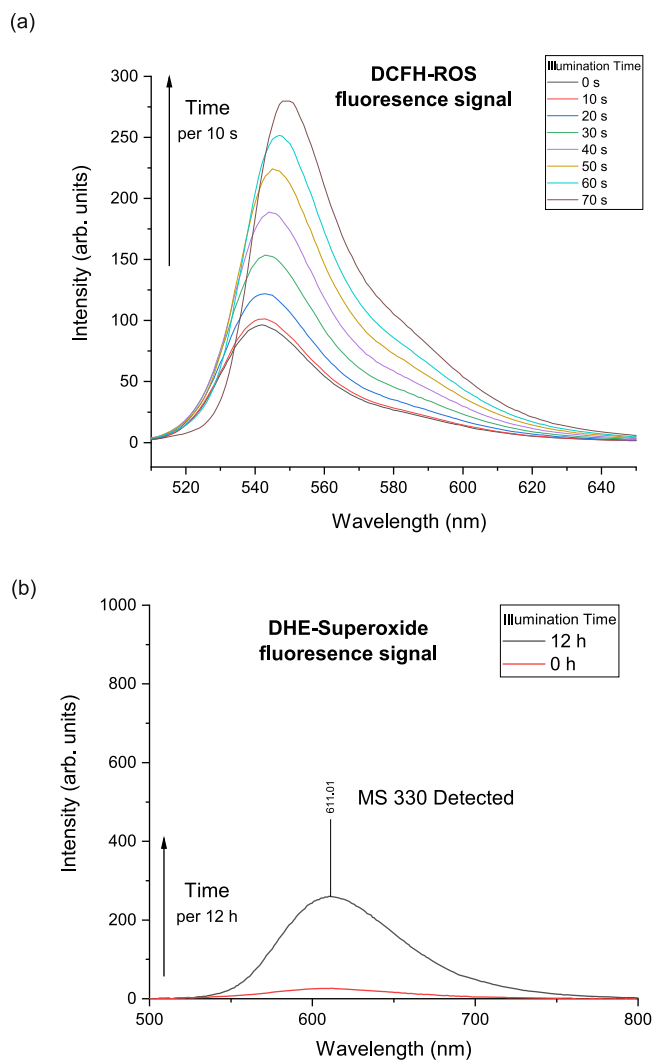 (a)
DCFH-ROS
fluoresence signal
Illumination Time
0 s
10 s
20 s
30 s
40 s
50 s
60 s
70 s
Time
per 10 s
300
250
200
150
100
50
0
Intensity (arb. units)
520 540 560 580 600 620 640
Wavelength (nm)
(b)
DHE-Superoxide
fluoresence signal
Illumination Time
12 h
0 h
611.01
MS 330 Detected
Time
per 12 h
1000
800
600
400
200
0
Intensity (arb. units)
500 600 700 800
Wavelength (nm)